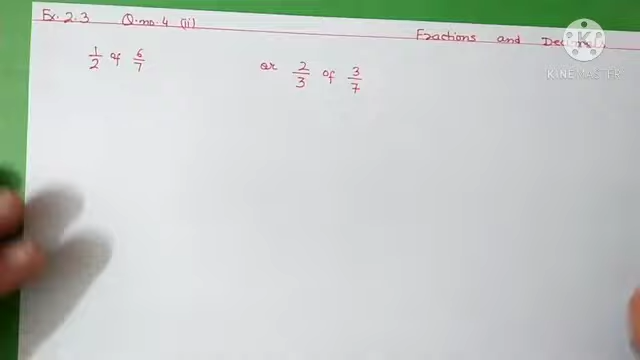 Ex. 2.3 Q. no. 4 (ii)
Fractions and Decimals
1/2 of 6/7 or 2/3 of 3/7
KINEMASTER